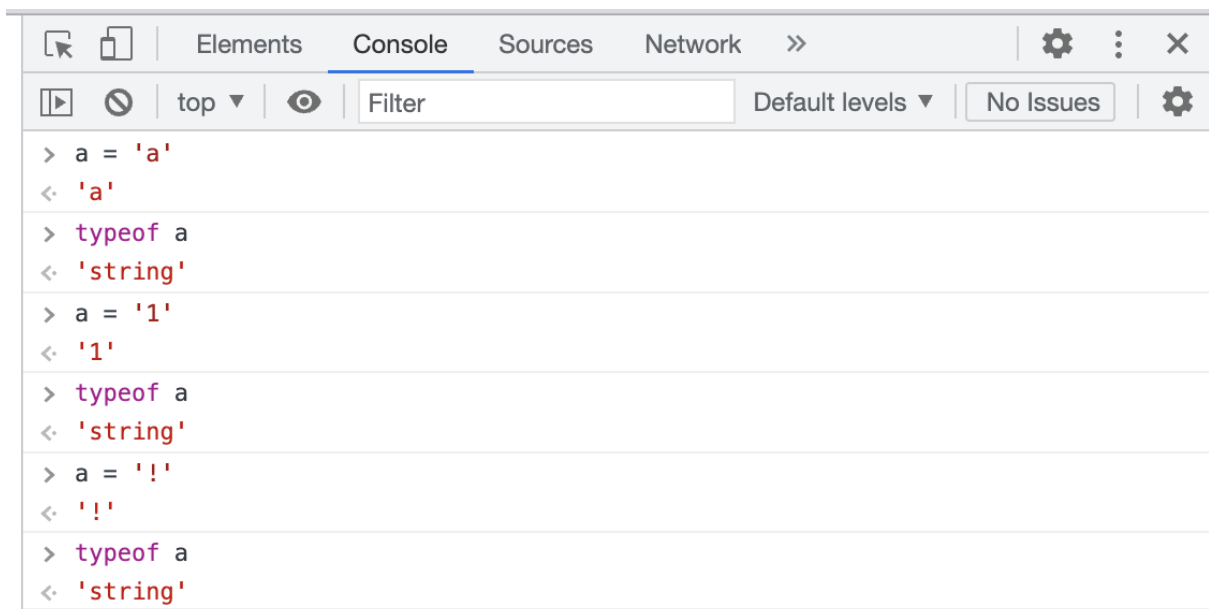 Elements Console Sources Network »
top ▼ Filter Default levels ▼ No Issues
> a = 'a'
<· 'a'
> typeof a
<· 'string'
> a = '1'
<· '1'
> typeof a
<· 'string'
> a = '!'
<· '!'
> typeof a
<· 'string'